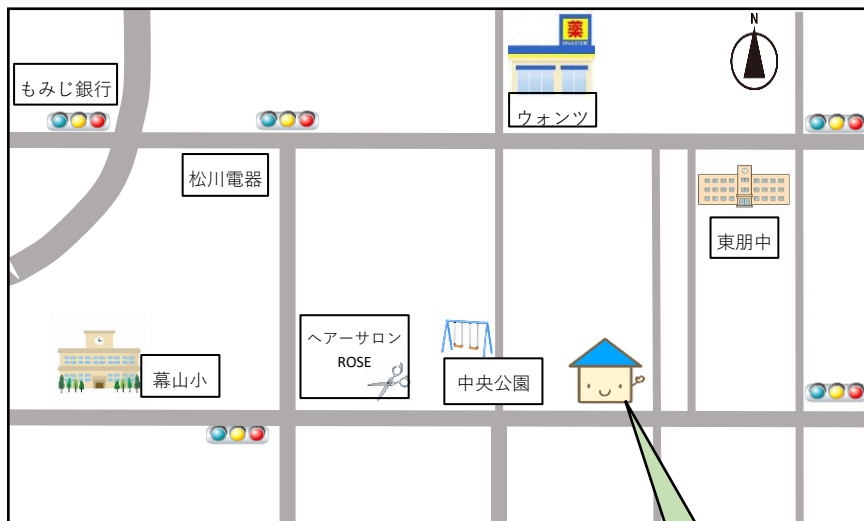 もみじ銀行
松川電器
薬
DRUGSTORE
ウォンツ
N
東朋中
幕山小
ヘアーサロン
ROSE
中央公園